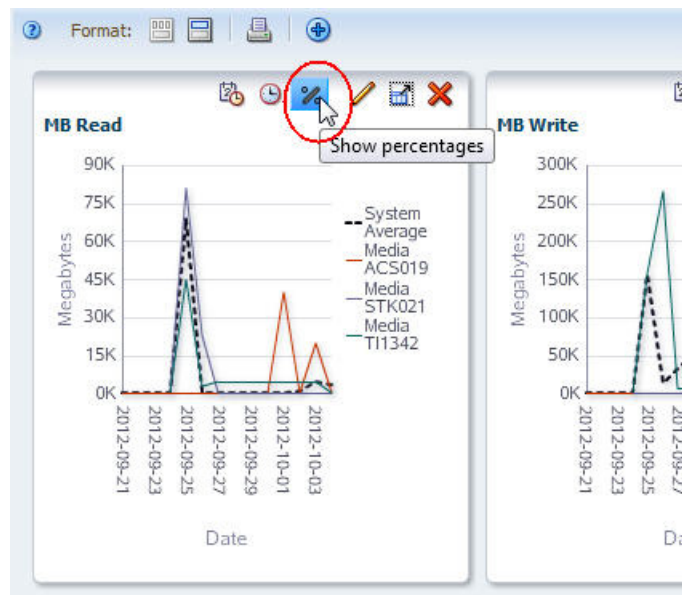 Format:
MB Read
Show percentages
MB Write
90K
75K
60K
45K
30K
15K
0K
Megabytes
System
Average
Media
ACS019
Media
STK021
Media
TI1342
2012-09-21
2012-09-23
2012-09-25
2012-09-27
2012-09-29
2012-10-01
2012-10-03
Date
300K
250K
200K
150K
100K
50K
0K
Megabytes
2012-09-21
2012-09-23
2012-09-25